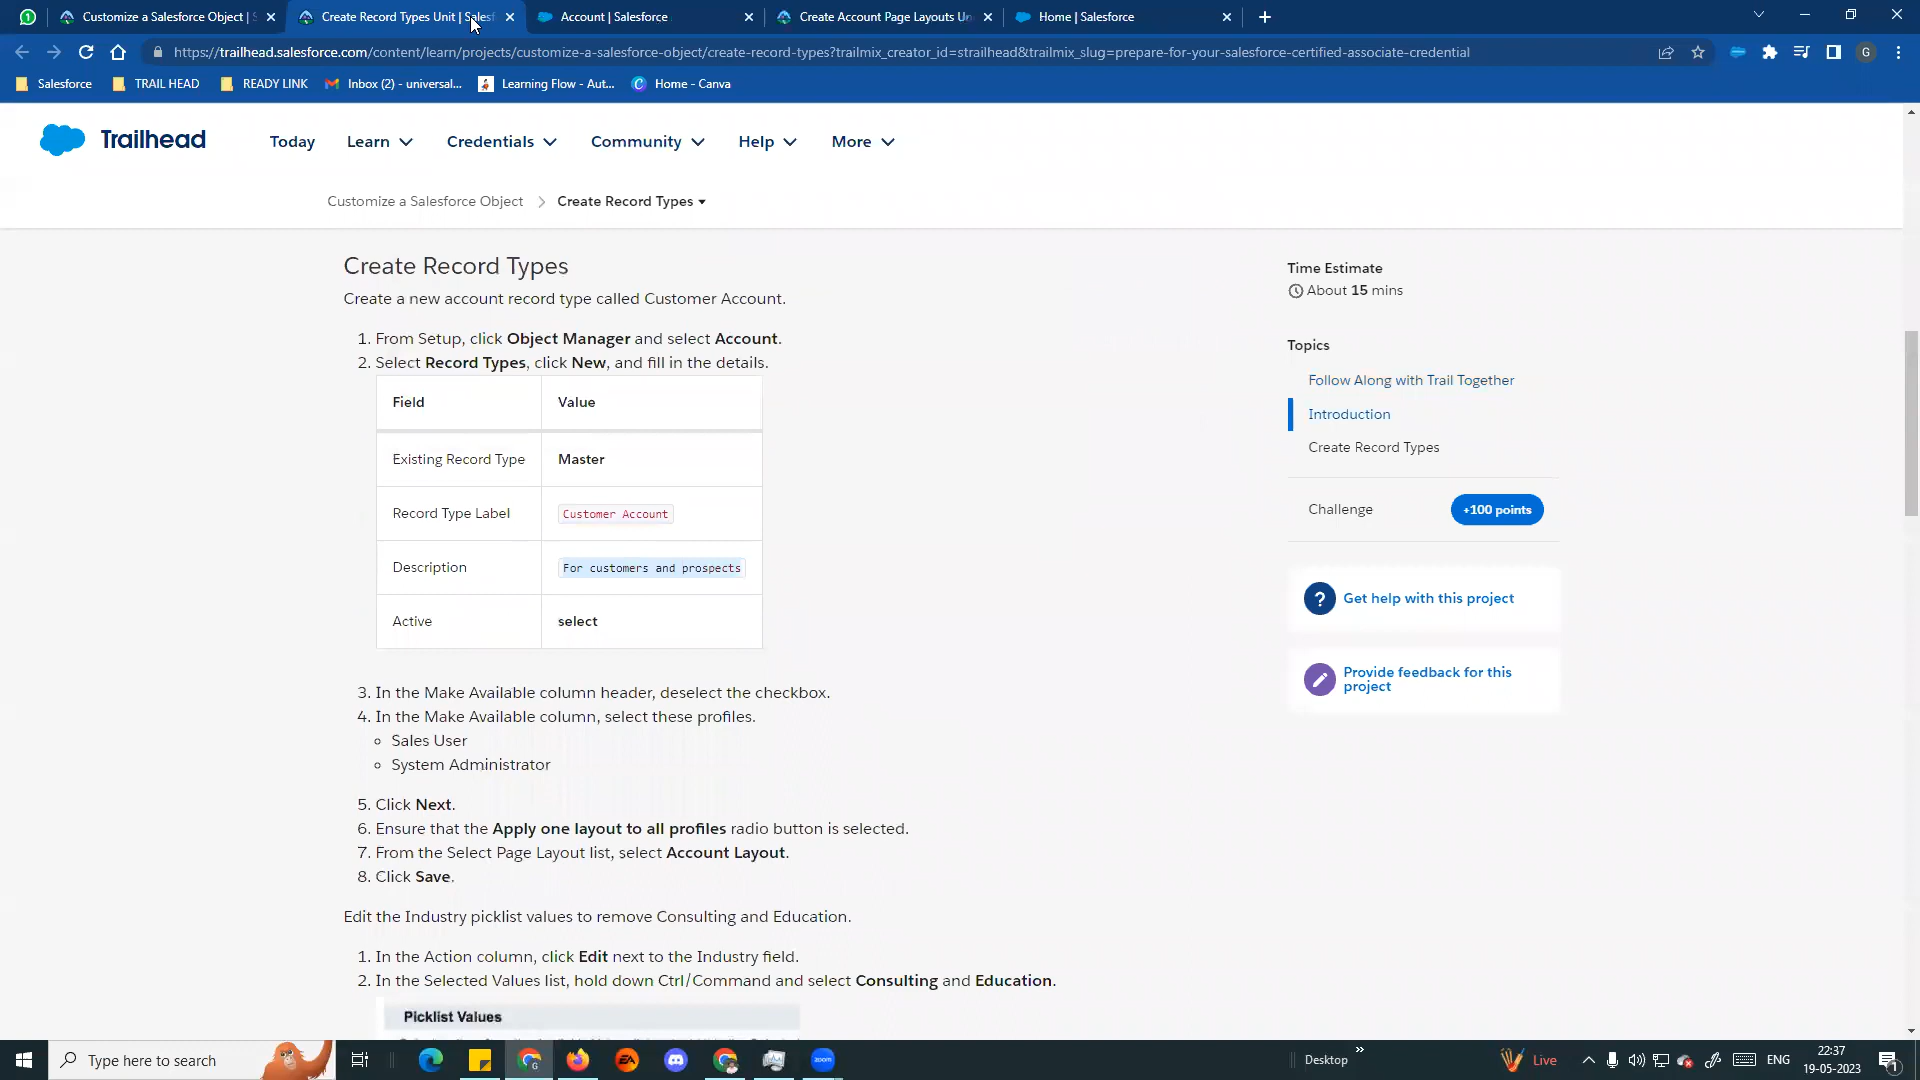 Customize a Salesforce Object | S
Create Record Types Unit | Salesf
Account | Salesforce
Create Account Page Layouts Un
Home | Salesforce
https://trailhead.salesforce.com/content/learn/projects/customize-a-salesforce-object/create-record-types?trailmix_creator_id=strailhead&trailmix_slug=prepare-for-your-salesforce-certified-associate-credential
G
Salesforce
TRAIL HEAD
READY LINK
Inbox (2) - universal...
Learning Flow - Aut...
Home - Canva
Trailhead
Today
Learn
Credentials
Community
Help
More
Customize a Salesforce Object
Create Record Types
Create Record Types
Create a new account record type called Customer Account.
1. From Setup, click Object Manager and select Account.
2. Select Record Types, click New, and fill in the details.
Field Value
Existing Record Type Master
Record Type Label Customer Account
Description For customers and prospects
Active select
3. In the Make Available column header, deselect the checkbox.
4. In the Make Available column, select these profiles.
Sales User
System Administrator
5. Click Next.
6. Ensure that the Apply one layout to all profiles radio button is selected.
7. From the Select Page Layout list, select Account Layout.
8. Click Save.
Edit the Industry picklist values to remove Consulting and Education.
1. In the Action column, click Edit next to the Industry field.
2. In the Selected Values list, hold down Ctrl/Command and select Consulting and Education.
Picklist Values
Time Estimate
About 15 mins
Topics
Follow Along with Trail Together
Introduction
Create Record Types
Challenge
+100 points
? Get help with this project
Provide feedback for this
project
Type here to search
G
EA
zoom
Desktop
Live
ENG
22:37
19-05-2023
1